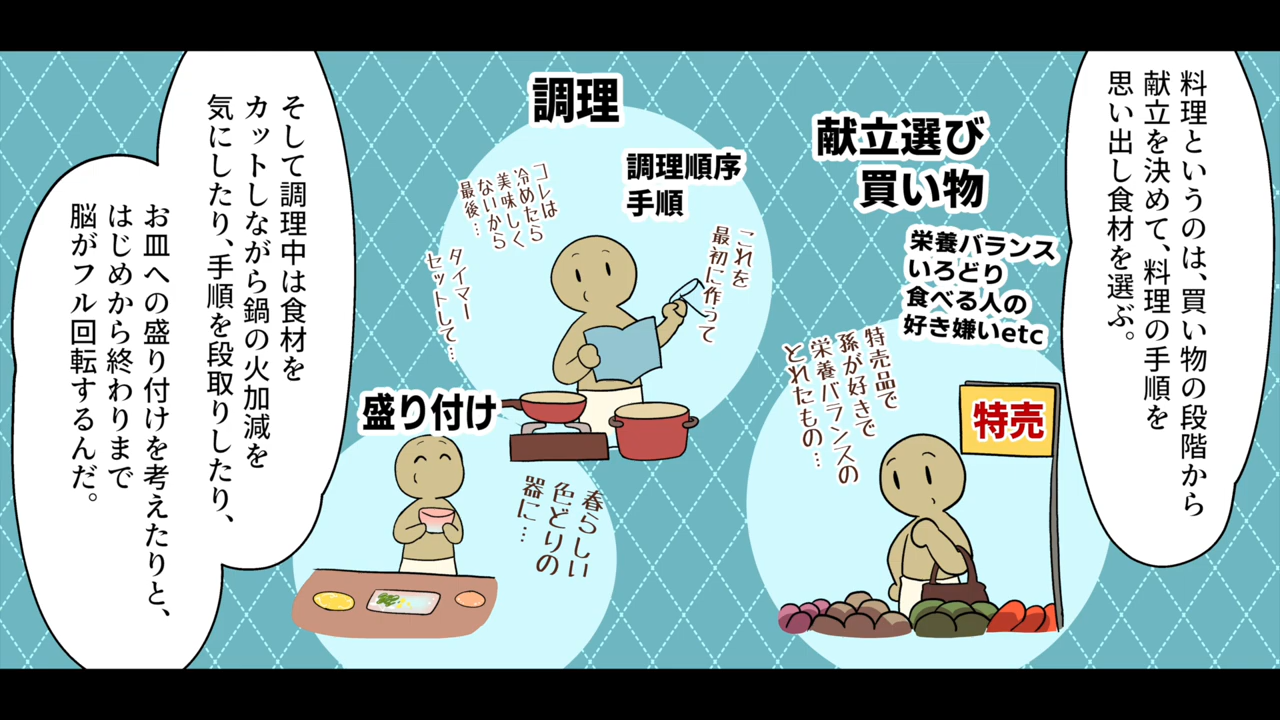 料理というのは、買い物の段階から
献立を決めて、料理の手順を
思い出し食材を選ぶ。
献立選び
買い物
栄養バランス
いろどり
食べる人の
好き嫌いetc
特売品で
孫が好きで
栄養バランスの
とれたもの…
特売
調理
調理順序
手順
これを
最初に作って
コレは
冷めたら
美味しく
ないから
最後…
タイマー
セットして…
盛り付け
春らしい
色どりの
器に…
そして調理中は食材を
カットしながら鍋の火加減を
気にしたり、手順を段取りしたり、
お皿への盛り付けを考えたりと、
はじめから終わりまで
脳がフル回転するんだ。